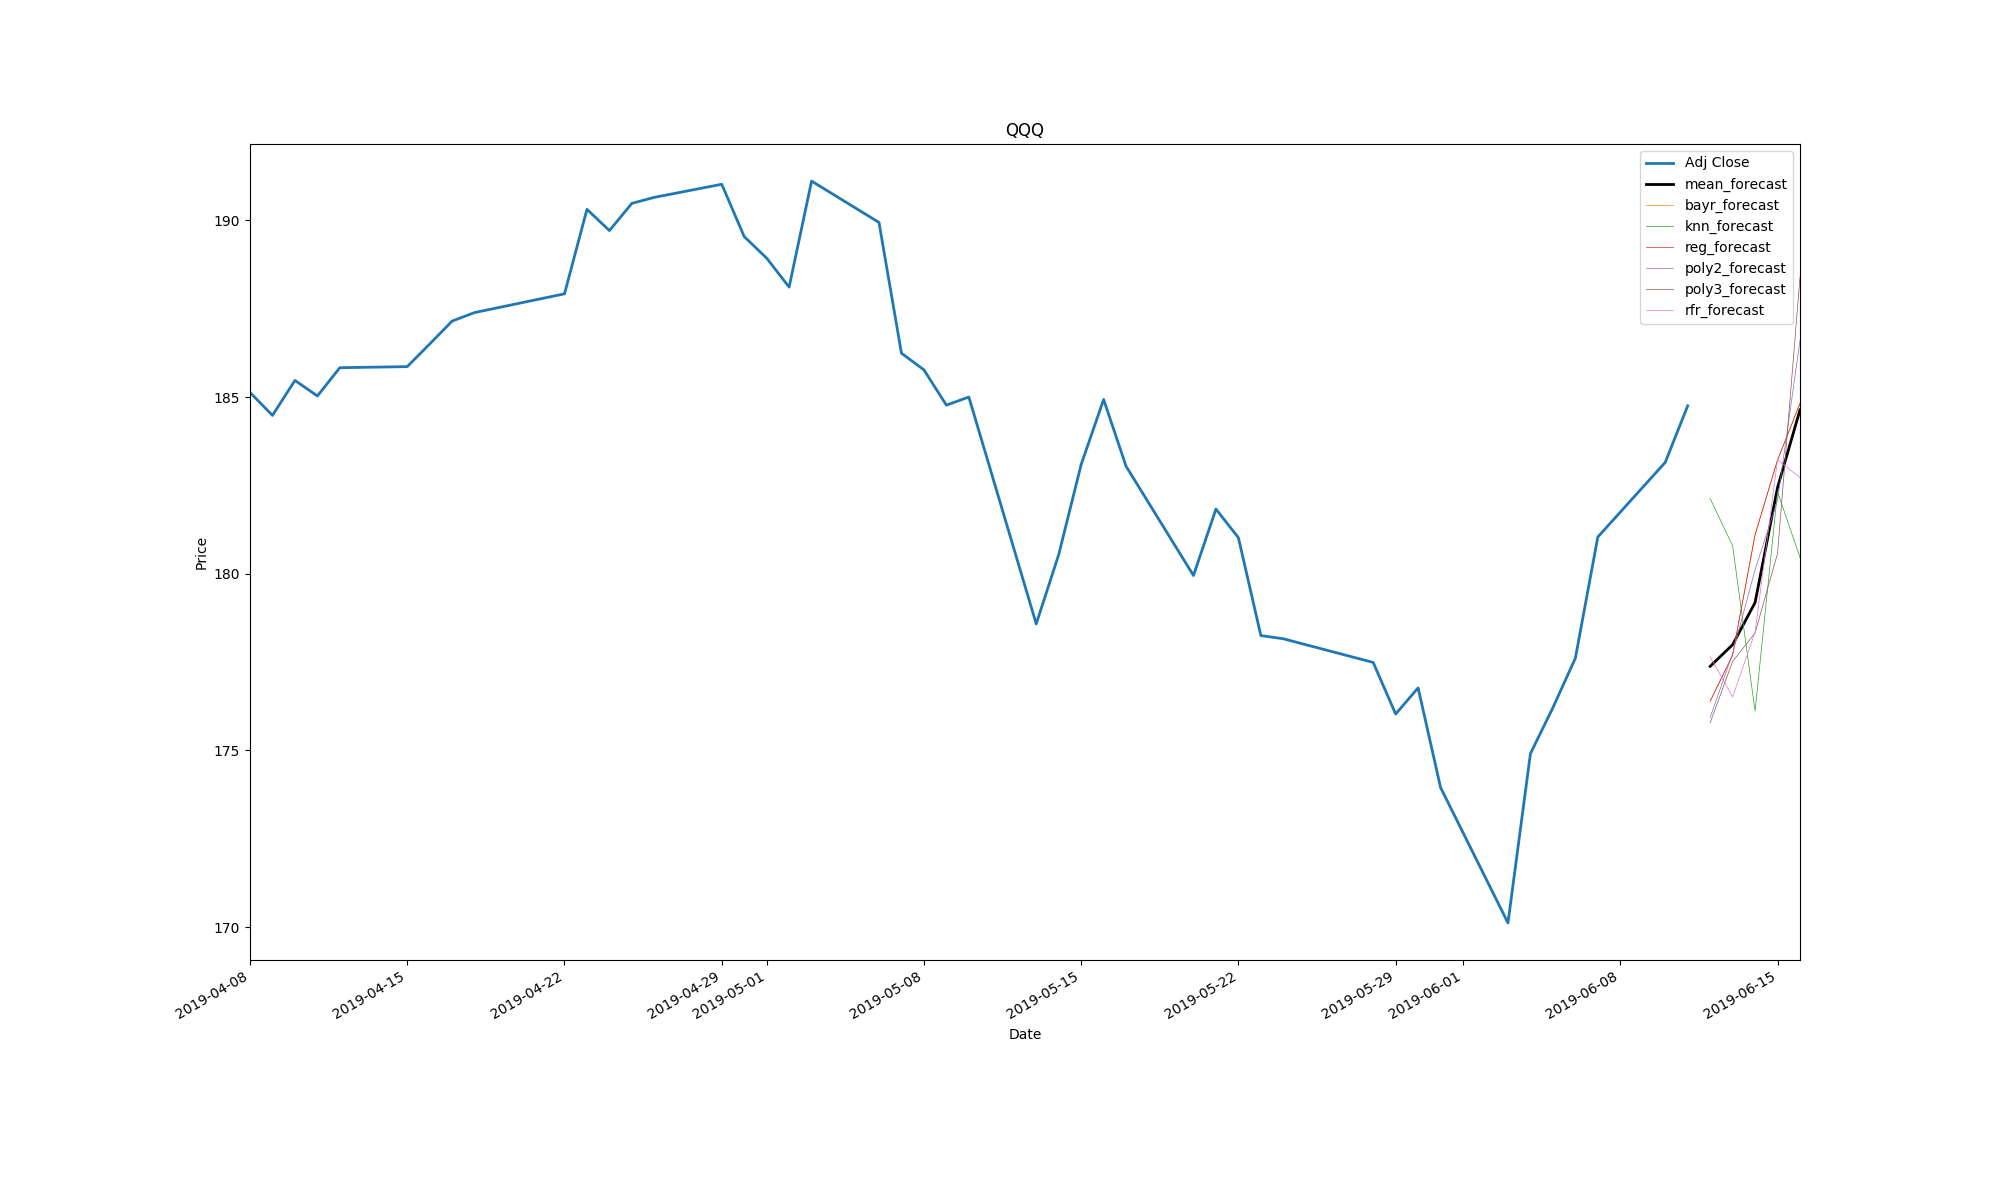 QQQ
Adj Close
mean_forecast
bayr_forecast
knn_forecast
reg_forecast
poly2_forecast
poly3_forecast
rfr_forecast
190
185
180
175
170
Price
2019-04-08
2019-04-15
2019-04-22
2019-04-29
2019-05-01
2019-05-08
2019-05-15
2019-05-22
2019-05-29
2019-06-01
2019-06-08
2019-06-15
Date